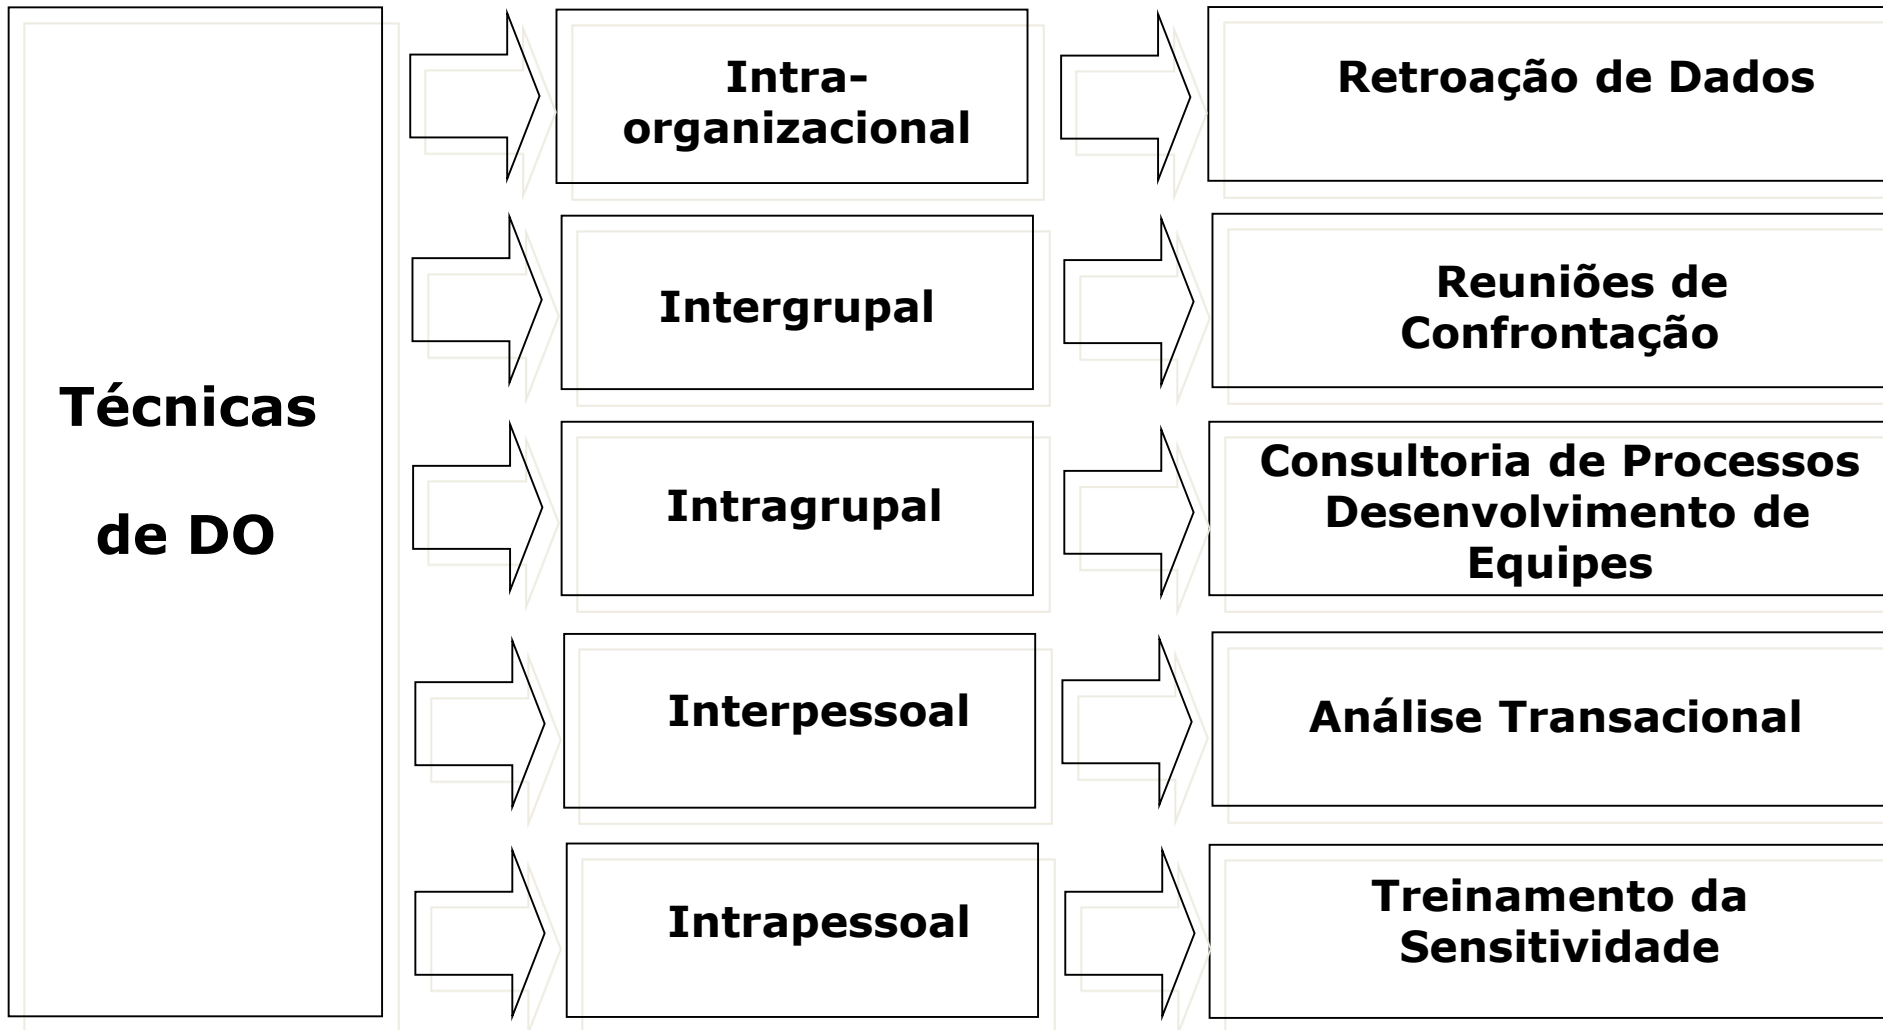 Técnicas
de DO
Intra-
organizacional
Retroação de Dados
Intergrupal
Reuniões de
Confrontação
Intragrupal
Consultoria de Processos
Desenvolvimento de
Equipes
Interpessoal
Análise Transacional
Intrapessoal
Treinamento da
Sensitividade